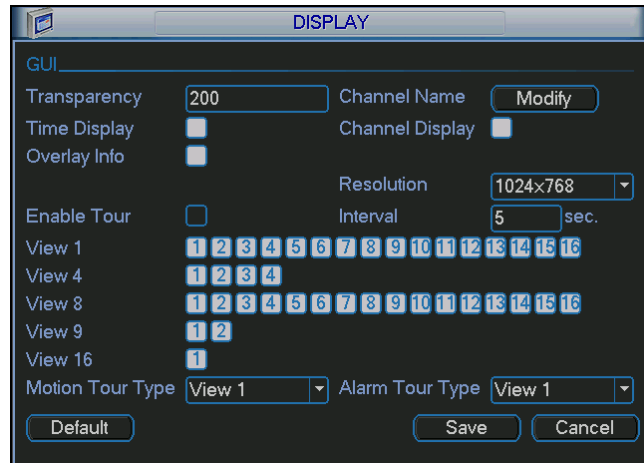 DISPLAY
GUI
Transparency 200 Channel Name Modify
Time Display Channel Display
Overlay Info
Resolution 1024×768
Enable Tour Interval 5 sec.
View 1 1 2 3 4 5 6 7 8 9 10 11 12 13 14 15 16
View 4 1 2 3 4
View 8 1 2 3 4 5 6 7 8 9 10 11 12 13 14 15 16
View 9 1 2
View 16 1
Motion Tour Type View 1 Alarm Tour Type View 1
Default Save Cancel